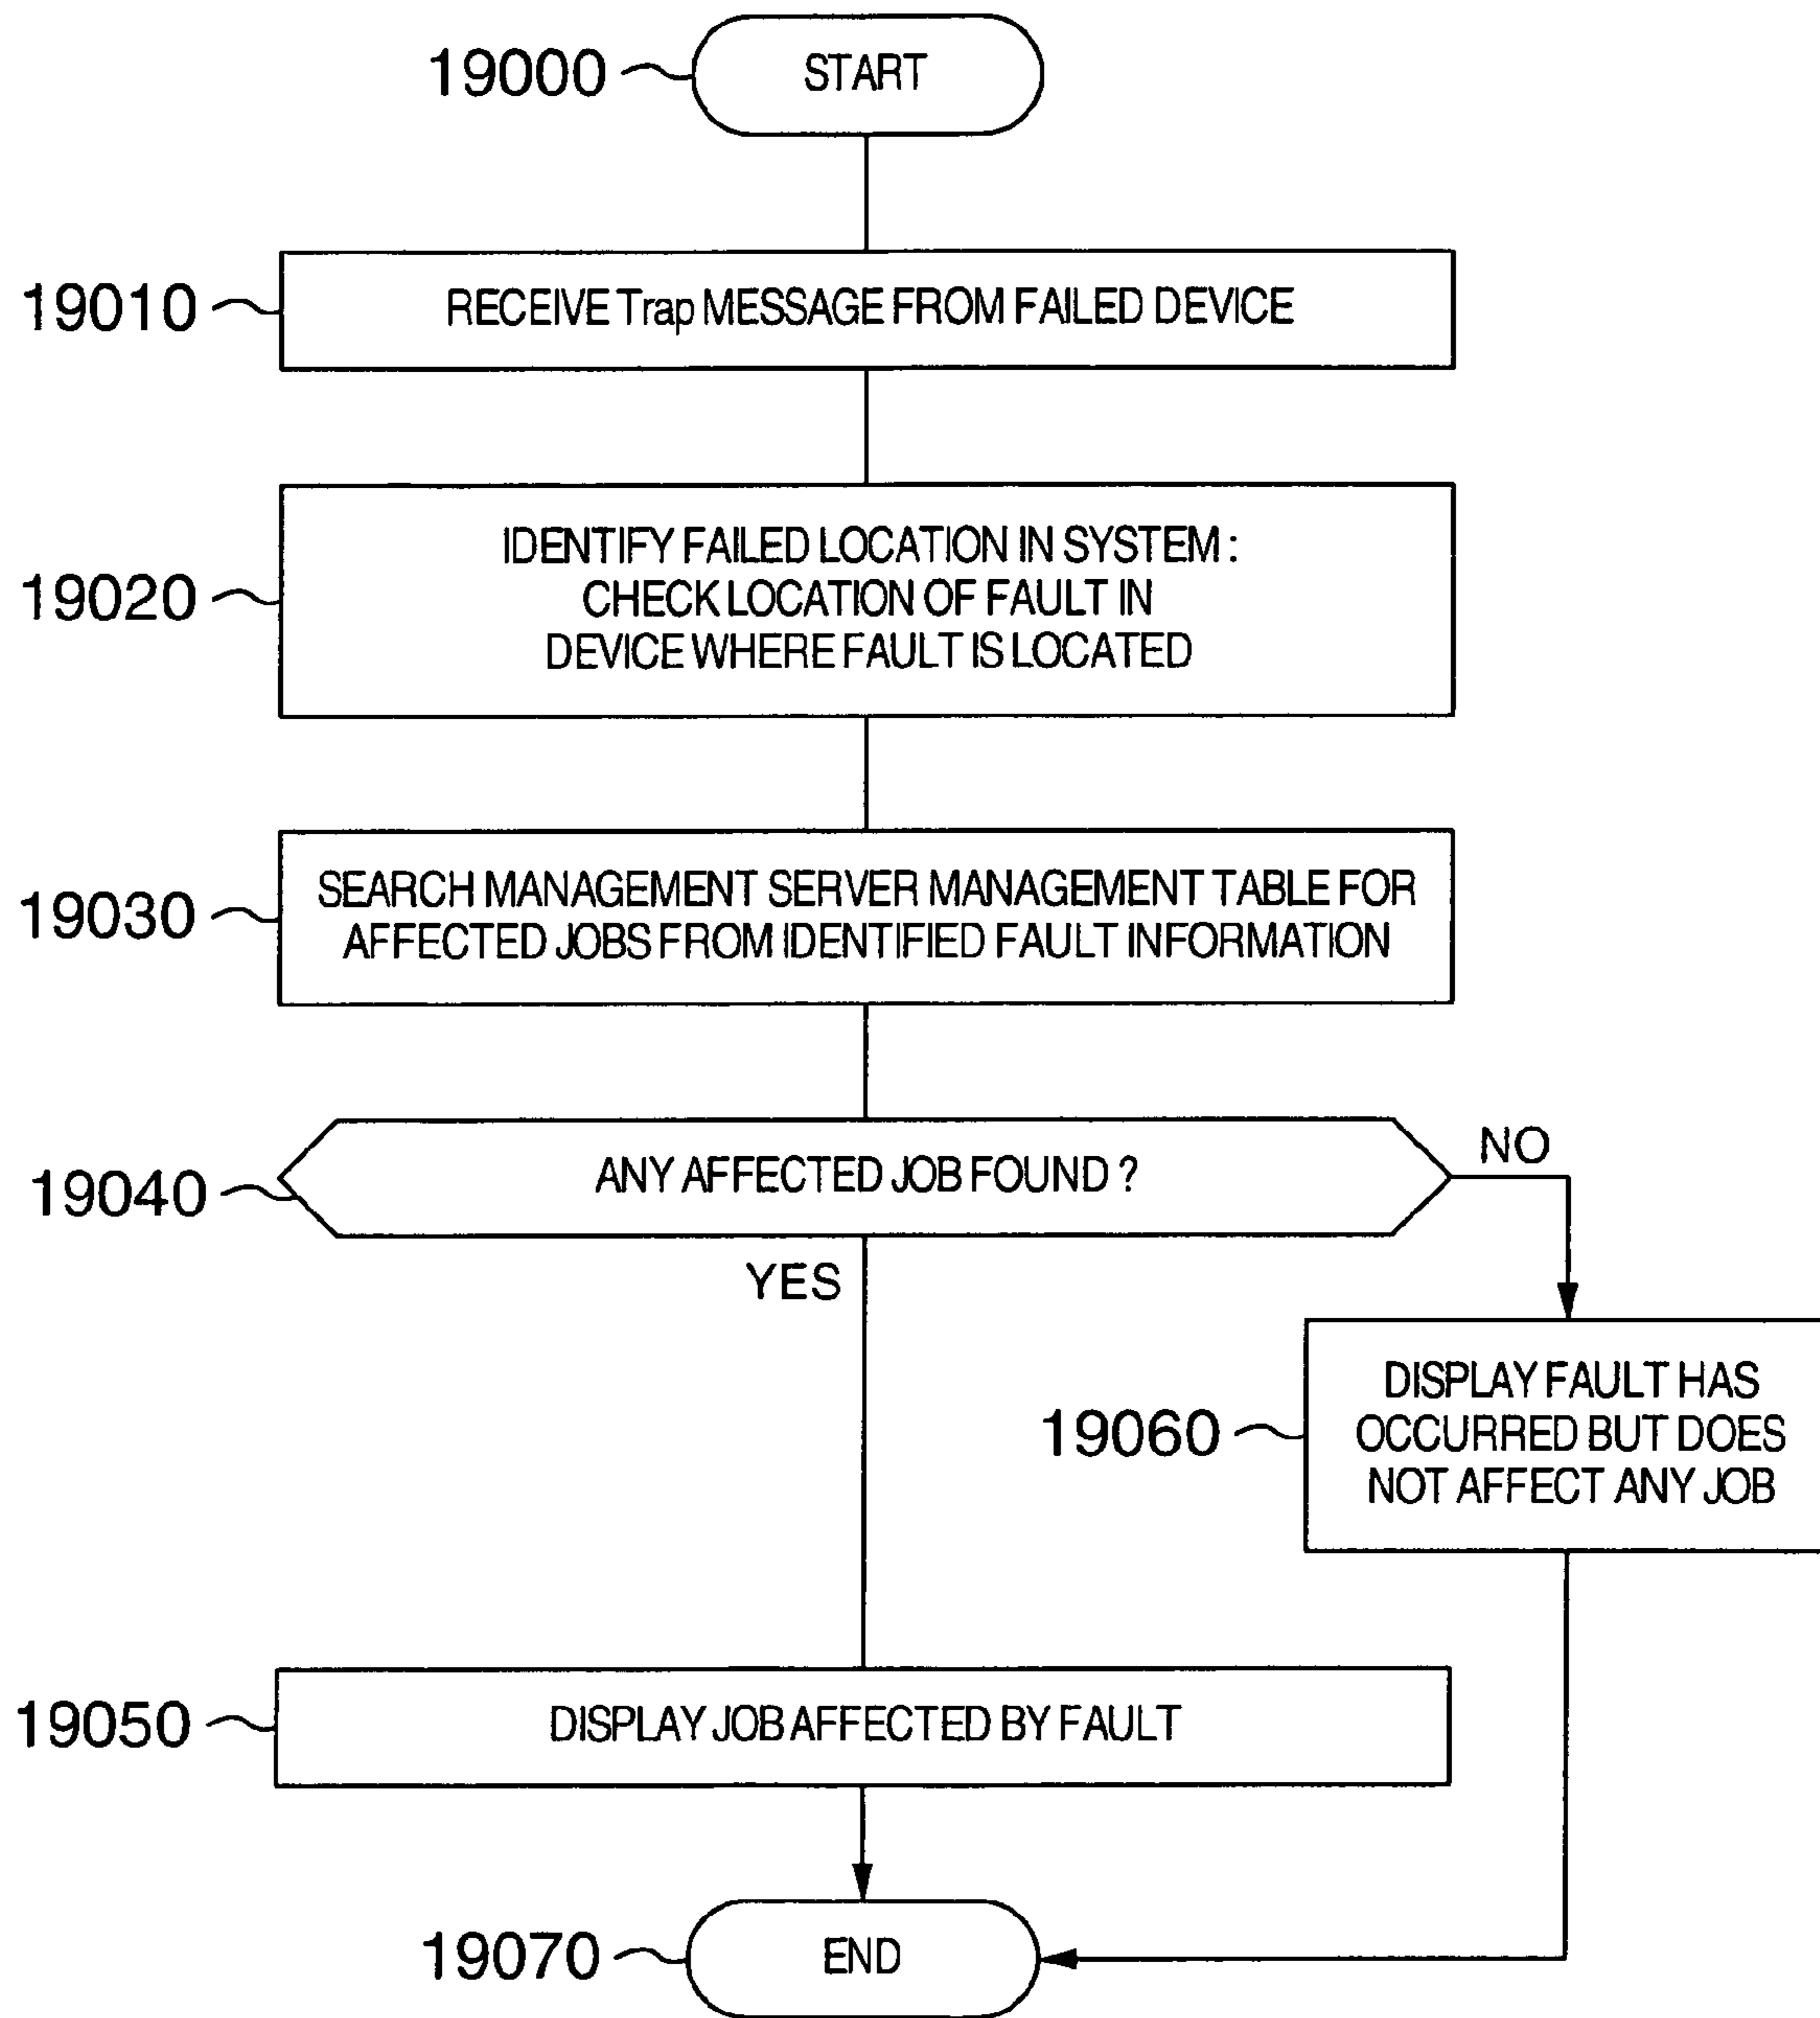 19000
START
19010
RECEIVE Trap MESSAGE FROM FAILED DEVICE
19020
IDENTIFY FAILED LOCATION IN SYSTEM :
CHECK LOCATION OF FAULT IN
DEVICE WHERE FAULT IS LOCATED
19030
SEARCH MANAGEMENT SERVER MANAGEMENT TABLE FOR
AFFECTED JOBS FROM IDENTIFIED FAULT INFORMATION
19040
ANY AFFECTED JOB FOUND ?
NO
YES
19060
DISPLAY FAULT HAS
OCCURRED BUT DOES
NOT AFFECT ANY JOB
19050
DISPLAY JOB AFFECTED BY FAULT
19070
END